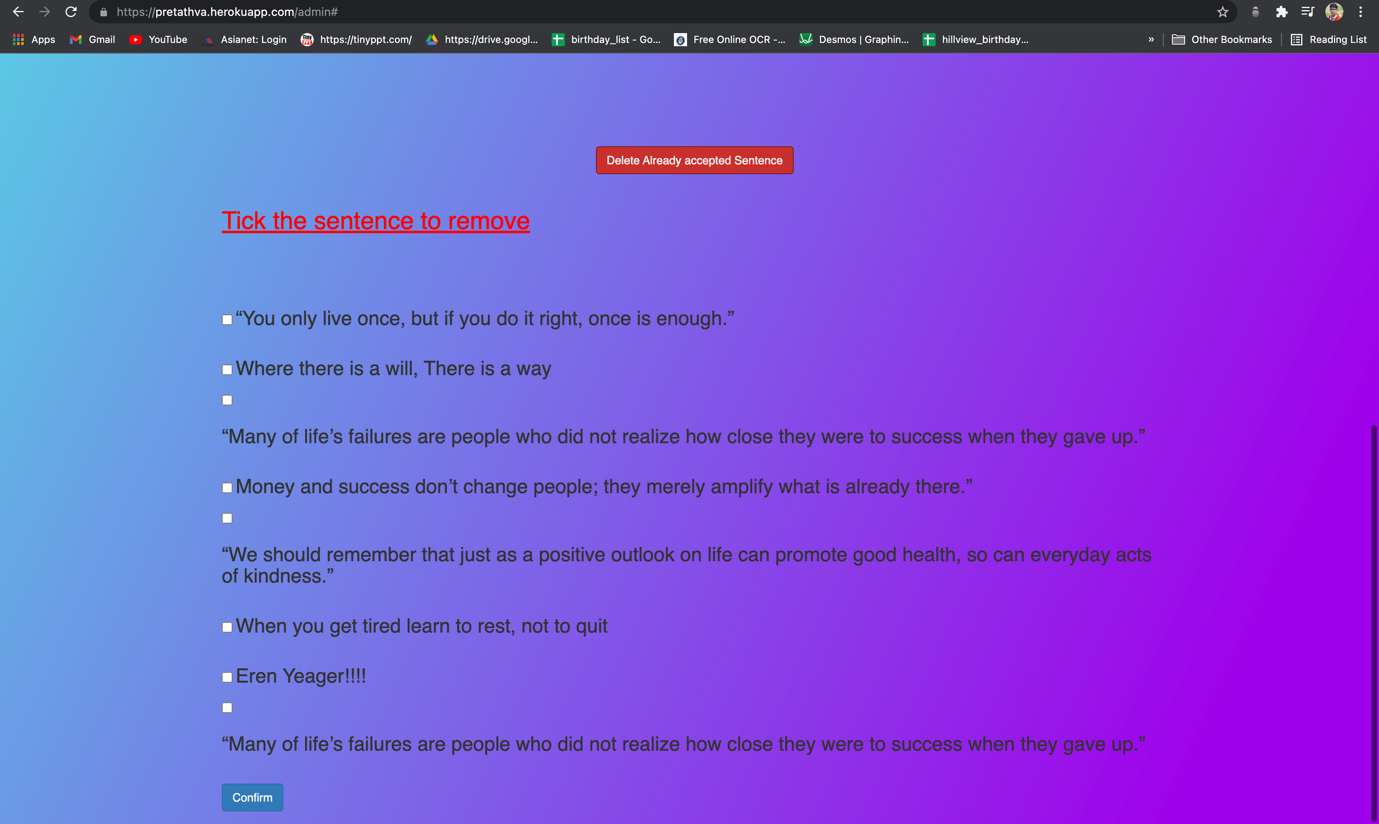 https://pretathva.herokuapp.com/admin#
Apps Gmail YouTube Asianet: Login https://tinyppt.com/ https://drive.googl... birthday_list - Go... Free Online OCR -... Desmos | Graphin... hillview_birthday... » Other Bookmarks Reading List
Delete Already accepted Sentence
Tick the sentence to remove
“You only live once, but if you do it right, once is enough.”
Where there is a will, There is a way
“Many of life’s failures are people who did not realize how close they were to success when they gave up.”
Money and success don’t change people; they merely amplify what is already there.”
“We should remember that just as a positive outlook on life can promote good health, so can everyday acts
of kindness.”
When you get tired learn to rest, not to quit
Eren Yeager!!!!
“Many of life’s failures are people who did not realize how close they were to success when they gave up.”
Confirm